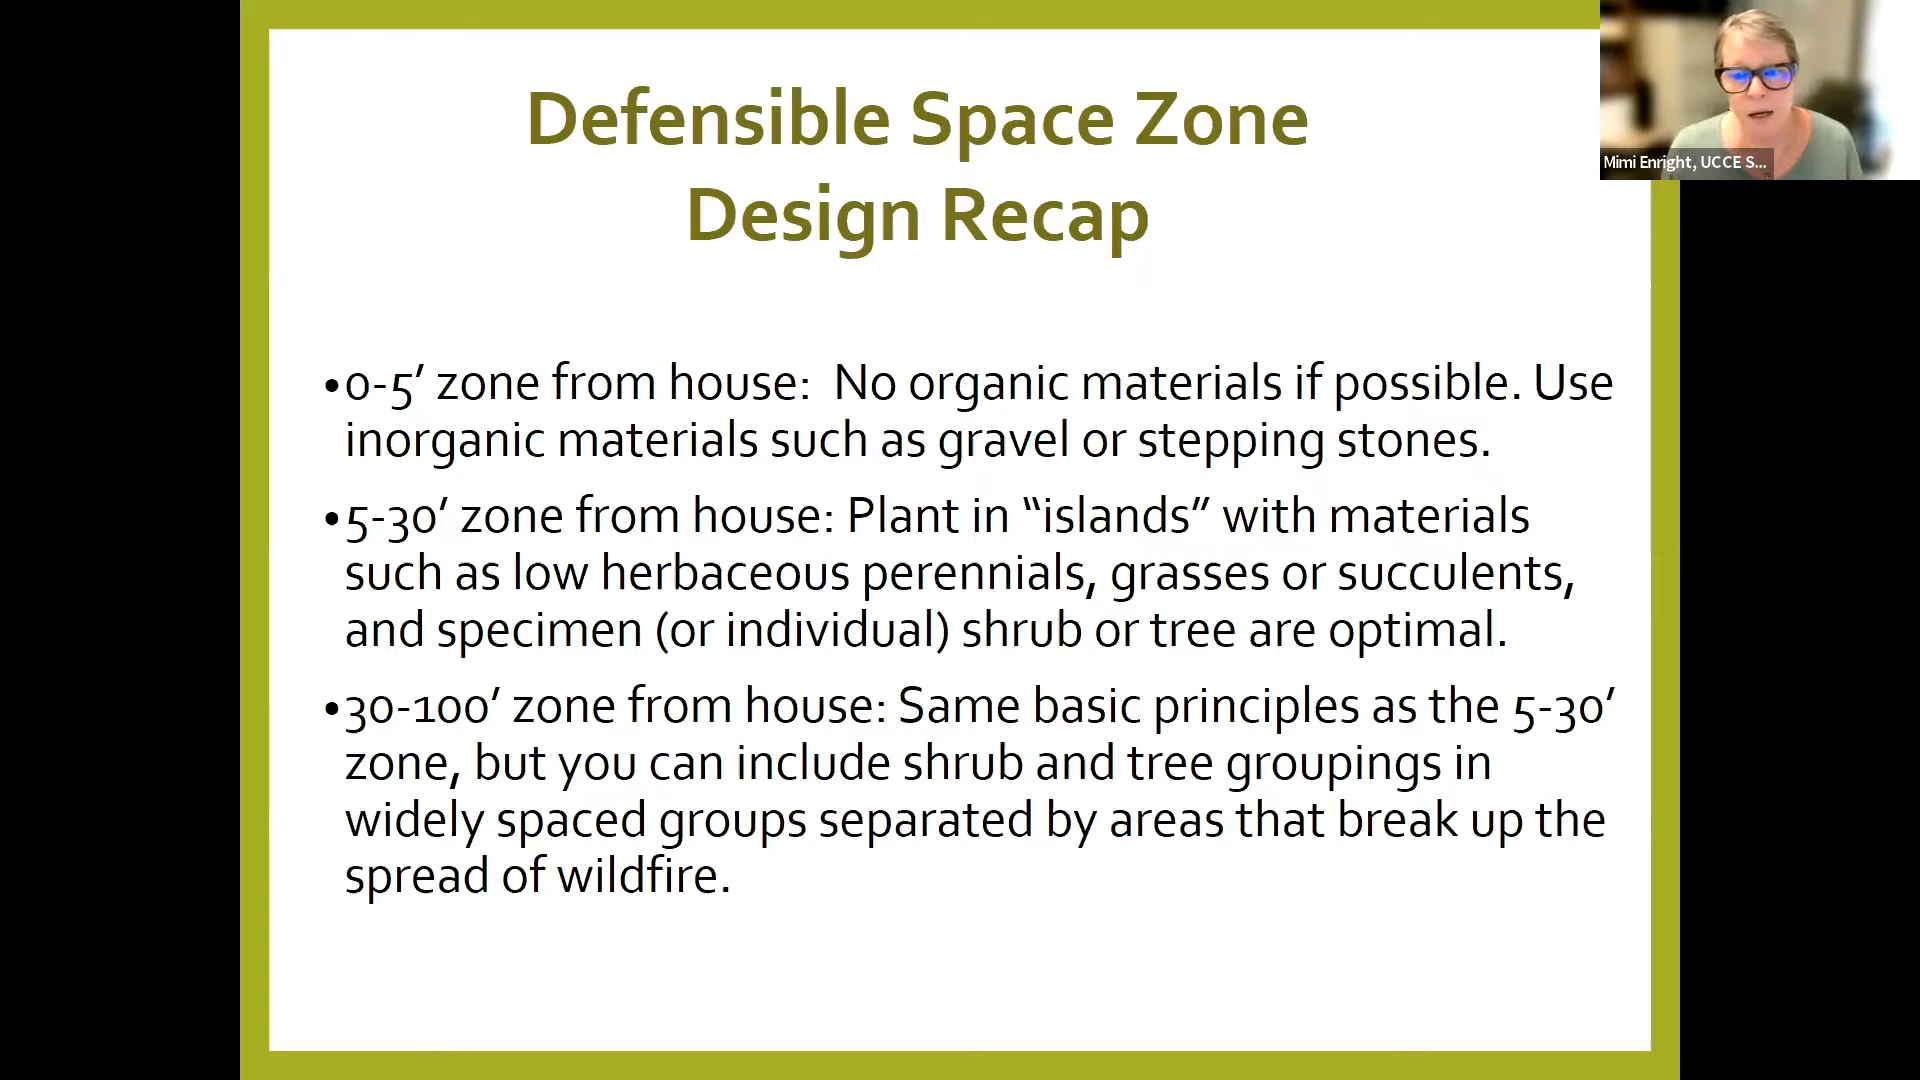 Defensible Space Zone
Design Recap
Mimi Enright, UCCE S...
•0-5’ zone from house:  No organic materials if possible. Use
inorganic materials such as gravel or stepping stones.
•5-30’ zone from house: Plant in “islands” with materials
such as low herbaceous perennials, grasses or succulents,
and specimen (or individual) shrub or tree are optimal.
•30-100’ zone from house: Same basic principles as the 5-30’
zone, but you can include shrub and tree groupings in
widely spaced groups separated by areas that break up the
spread of wildfire.